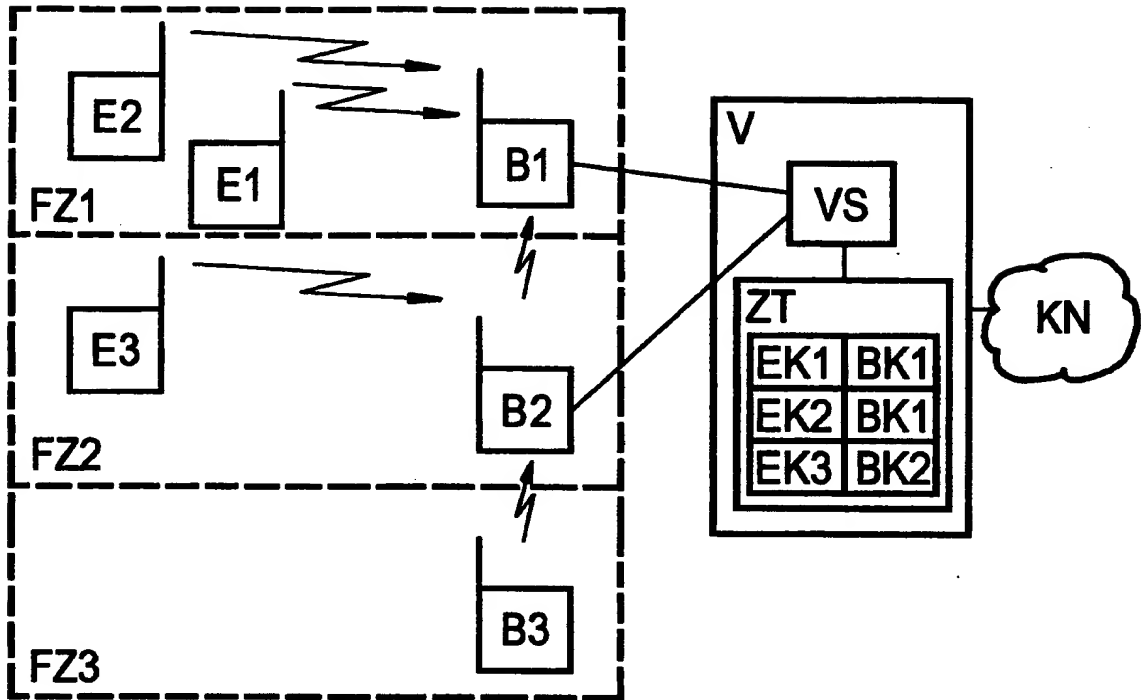 E2
E1
B1
FZ1
E3
B2
FZ2
B3
FZ3
V
VS
ZT
EK1 BK1
EK2 BK1
EK3 BK2
KN